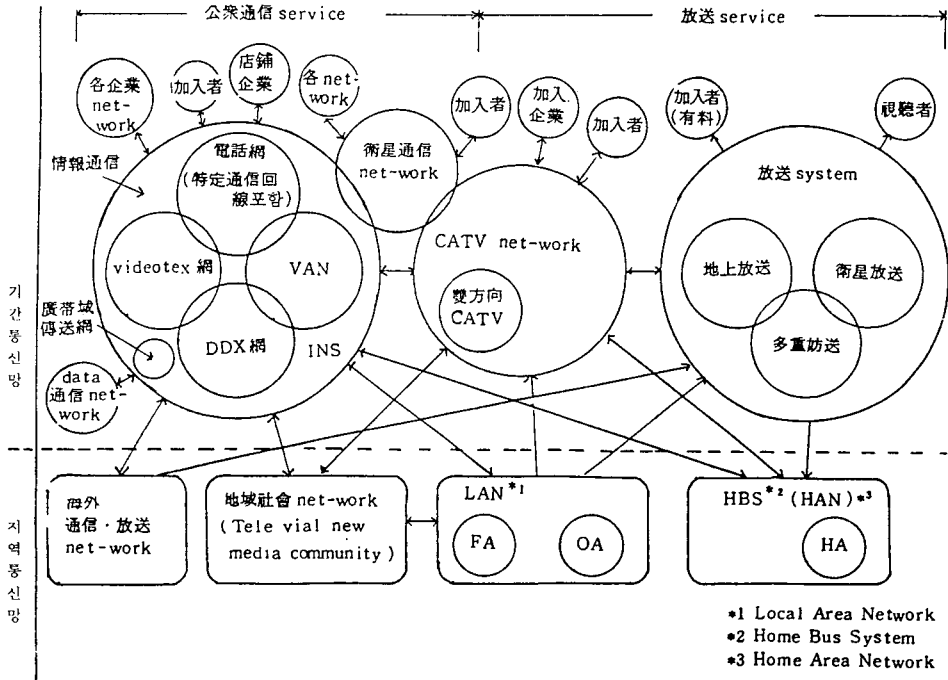 公衆通信 service
放送 service
各企業
net-
work
加入者
店鋪
企業
各net-
work
加入者
加入
企業
加入者
加入者
(有料)
視聽者
情報通信
電話網
(特定通信回
線포함)
衛星通信
net-work
放送 system
videotex 網
VAN
CATV net-work
地上放送
衛星放送
雙方向
CATV
廣帯域
傳送網
DDX 網
INS
多重放送
data
通信 net-
work
기간통신망
海外
通信·放送
net-work
地域社會 net-work
(Tele vial new
media community)
LAN*1
FA
OA
HBS*2 (HAN)*3
HA
지역통신망
*1 Local Area Network
*2 Home Bus System
*3 Home Area Network